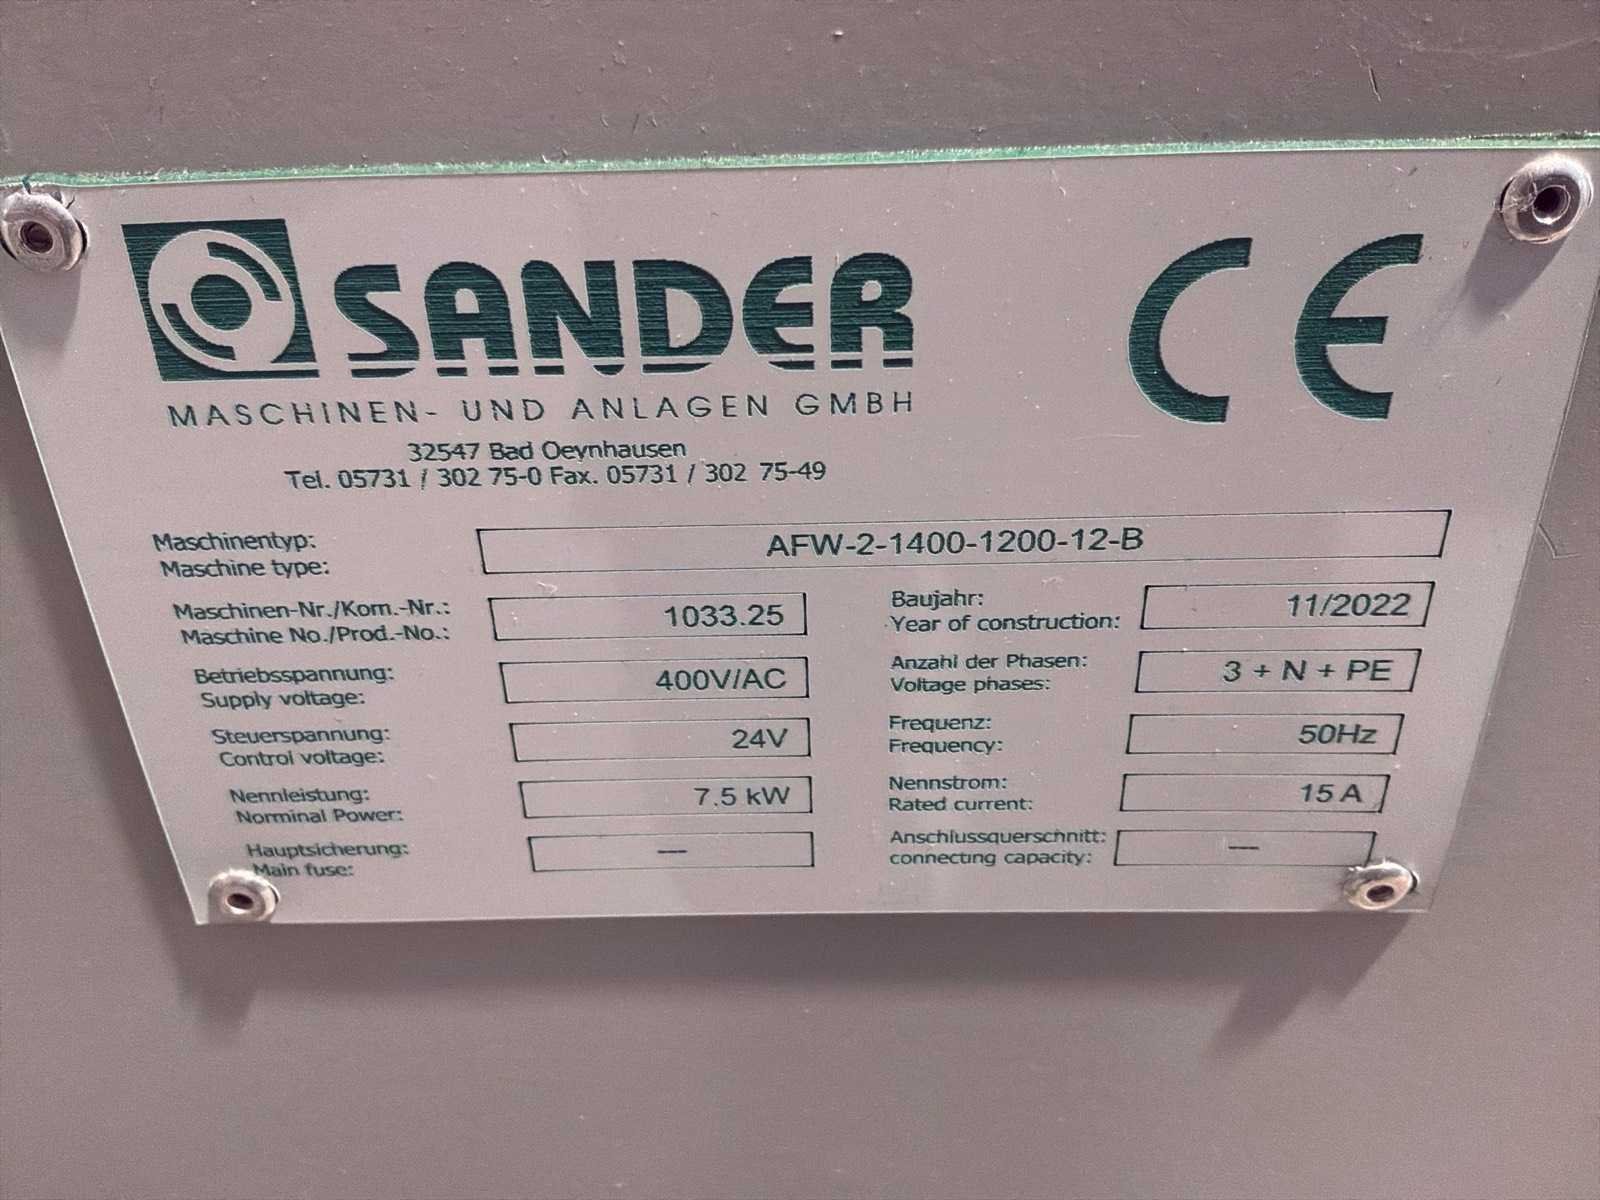 SANDER
MASCHINEN- UND ANLAGEN GMBH
CE
32547 Bad Oeynhausen
Tel. 05731 / 302 75-0 Fax. 05731 / 302 75-49
Maschinentyp:
Maschine type:
AFW-2-1400-1200-12-B
Maschinen-Nr./Kom.-Nr.:
Maschine No./Prod.-No.:
1033.25
Baujahr:
Year of construction:
11/2022
Betriebsspannung:
Supply voltage:
400V/AC
Anzahl der Phasen:
Voltage phases:
3 + N + PE
Steuerspannung:
Control voltage:
24V
Frequenz:
Frequency:
50Hz
Nennleistung:
Norminal Power:
7.5 kW
Nennstrom:
Rated current:
15 A
Hauptsicherung:
Main fuse:
—
Anschlussquerschnitt:
connecting capacity:
—